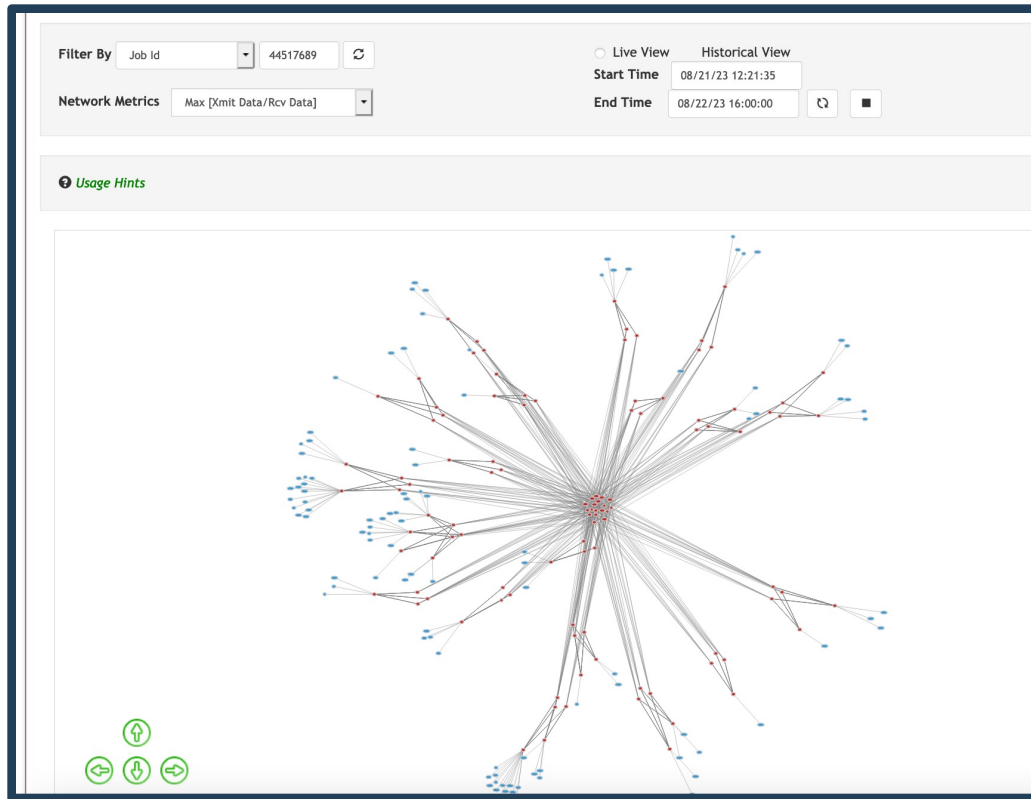 Filter By Job Id 44517689
Network Metrics Max [Xmit Data/Rcv Data]
Live View Historical View
Start Time 08/21/23 12:21:35
End Time 08/22/23 16:00:00
Usage Hints